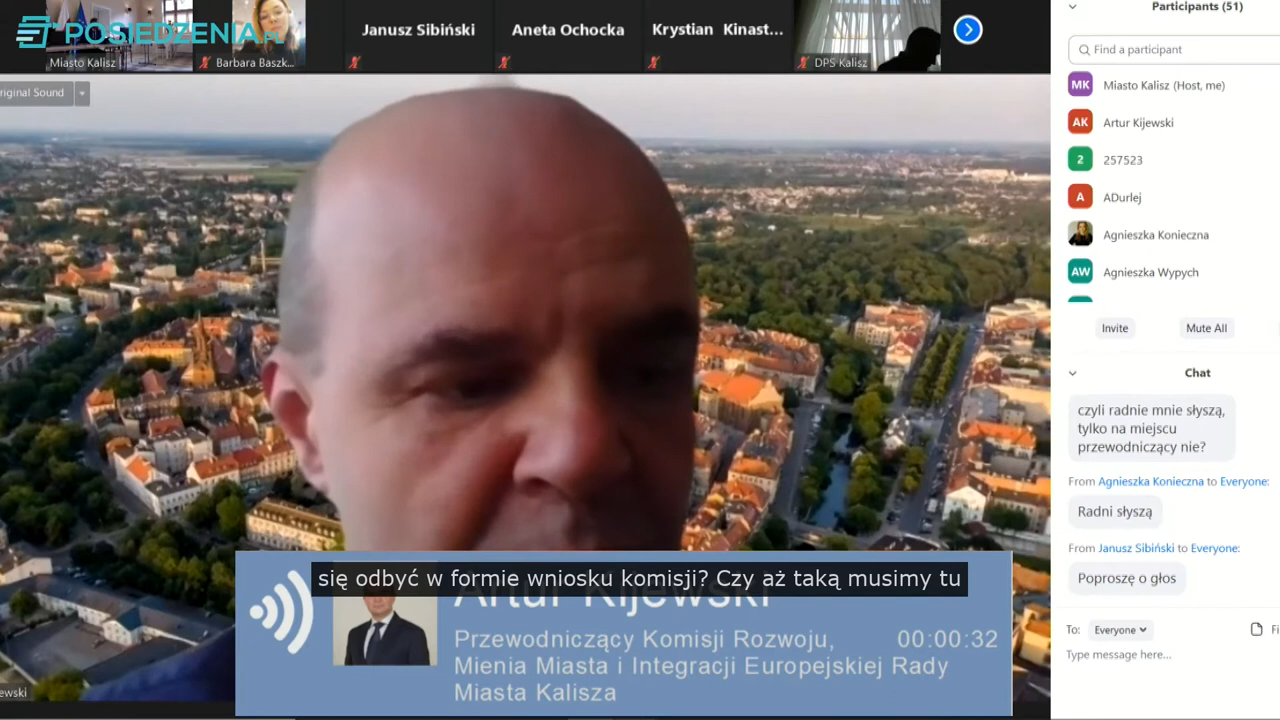 POSIEDZENIA.PL
Miasto Kalisz
Barbara Baszk...
Janusz Sibiński
Aneta Ochocka
Krystian Kinast...
DPS Kalisz
riginal Sound
Participants (51)
Find a participant
MK Miasto Kalisz (Host, me)
AK Artur Kijewski
2 257523
A ADurlej
Agnieszka Konieczna
AW Agnieszka Wypych
Invite
Mute All
Chat
czyli radnie mnie słyszą,
tylko na miejscu
przewodniczący nie?
From Agnieszka Konieczna to Everyone:
Radni słyszą
From Janusz Sibiński to Everyone:
Poproszę o głos
To: Everyone
Fi
Type message here...
ewski
się odbyć w formie wniosku komisji? Czy aż taką musimy tu
Artur Kijewski
Przewodniczący Komisji Rozwoju,
00:00:32
Mienia Miasta i Integracji Europejskiej Rady
Miasta Kalisza